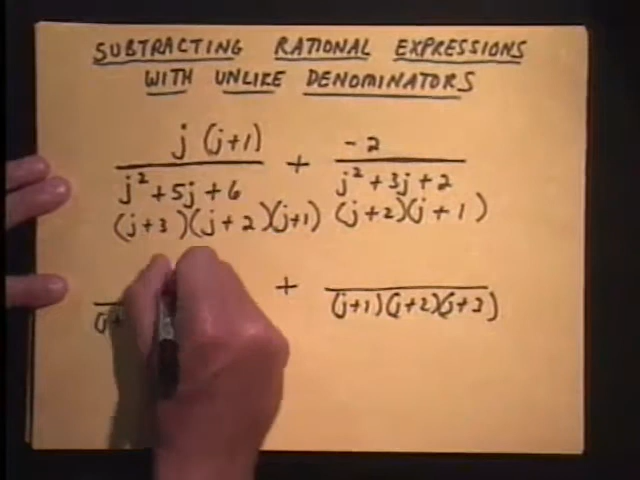 SUBTRACTING RATIONAL EXPRESSIONS
WITH UNLIKE DENOMINATORS
j (j+1) + -2
j² + 5j + 6 j² + 3j + 2
(j+3)(j+2)(j+1) (j+2)(j+1)
+
(j+1)(j+2)(j+3)